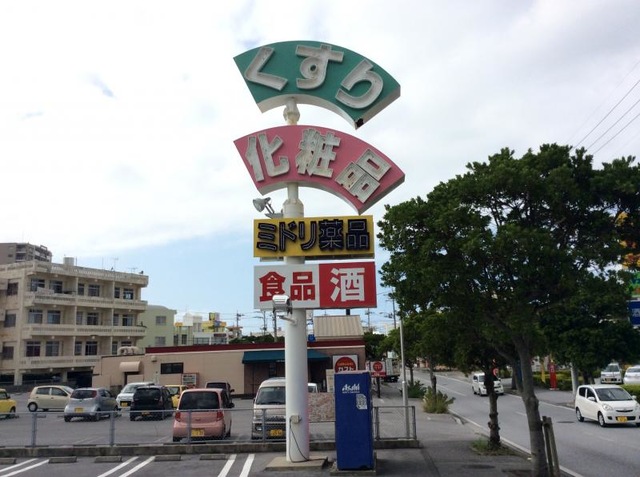 くすり
化粧品
ミドリ薬品
食品 酒
Asahi